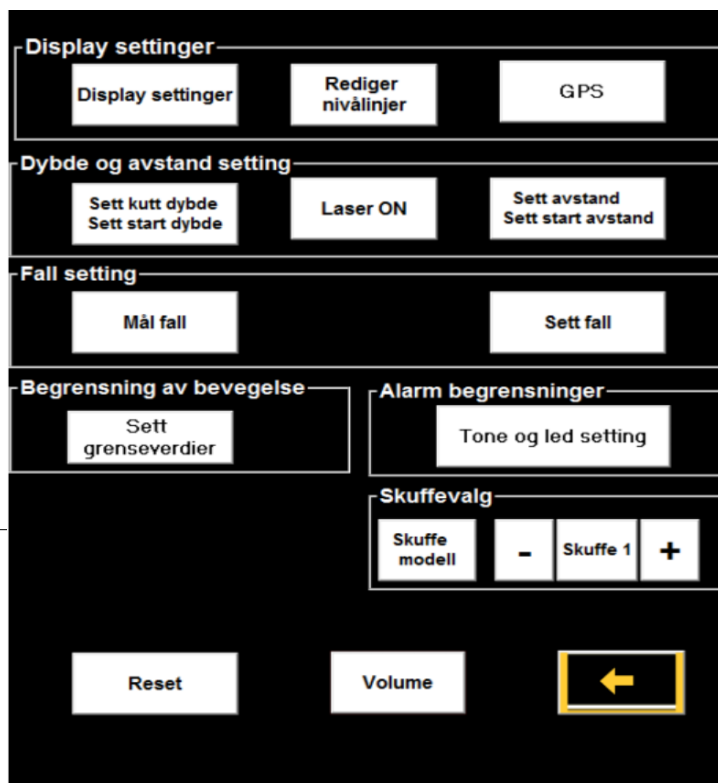 Display settinger
Display settinger
Rediger
nivålinjer
GPS
Dybde og avstand setting
Sett kutt dybde
Sett start dybde
Laser ON
Sett avstand
Sett start avstand
Fall setting
Mål fall
Sett fall
Begrensning av bevegelse
Sett
grenseverdier
Alarm begrensninger
Tone og led setting
Skuffevalg
Skuffe
modell
-
Skuffe 1
+
Reset
Volume